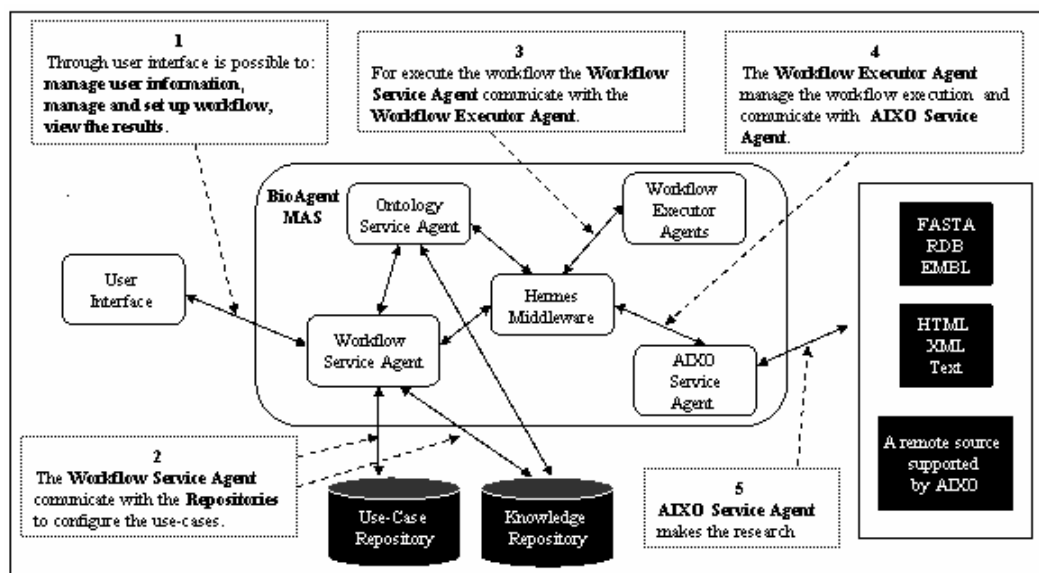 1
Through user interface is possible to:
manage user information,
manage and set up workflow,
view the results.
3
For execute the workflow the Workflow
Service Agent comunicate with the
Workflow Executor Agent.
4
The Workflow Executor Agent
manage the workflow execution and
comunicate with AIXO Service
Agent.
BioAgent
MAS
Ontology
Service Agent
Workflow
Executor
Agents
User
Interface
Hermes
Middleware
Workflow
Service Agent
AIXO
Service
Agent
FASTA
RDB
EMBL
HTML
XML
Text
A remote source
supported
by AIXO
2
The Workflow Service Agent
comunicate with the Repositories
to configure the use-cases.
Use-Case
Repository
Knowledge
Repository
5
AIXO Service Agent
makes the research